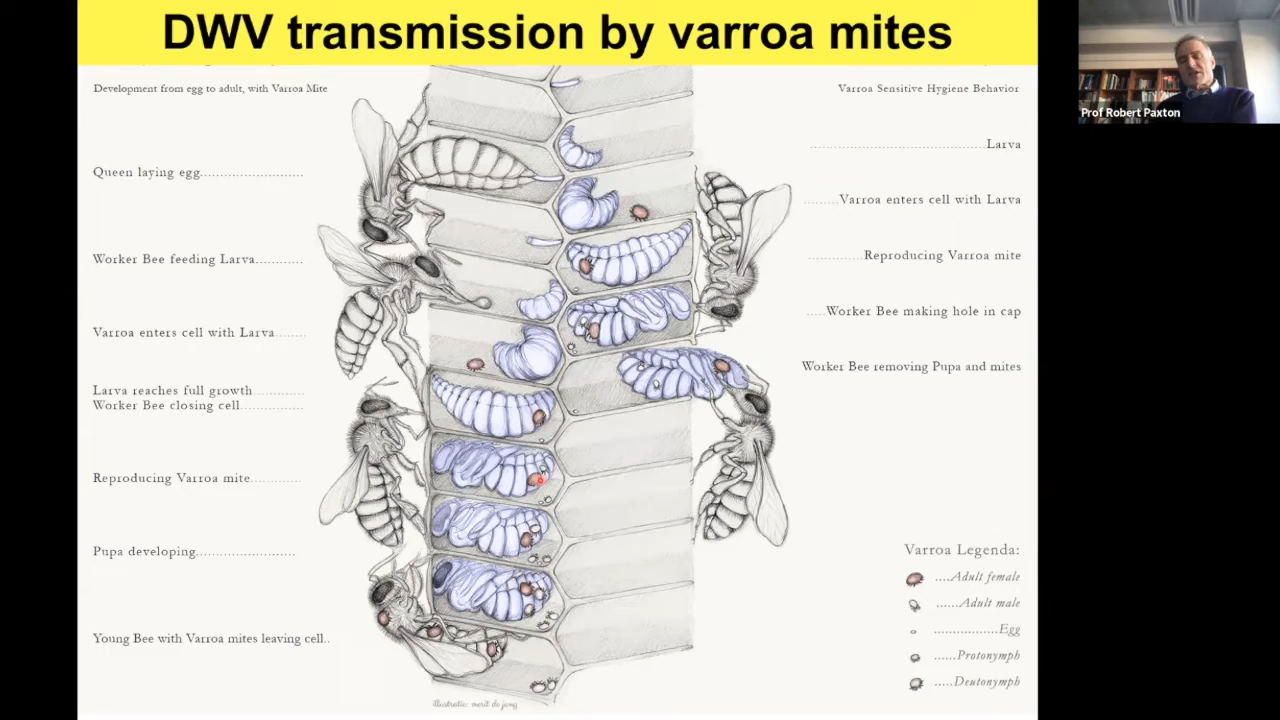 DWV transmission by varroa mites
Prof Robert Paxton
Development from egg to adult, with Varroa Mite
Queen laying egg........................
Worker Bee feeding Larva...........
Varroa enters cell with Larva.......
Larva reaches full growth............
Worker Bee closing cell...............
Reproducing Varroa mite............
Pupa developing.......................
Young Bee with Varroa mites leaving cell..
Varroa Sensitive Hygiene Behavior
..........................................Larva
.........Varroa enters cell with Larva
..............Reproducing Varroa mite
.....Worker Bee making hole in cap
Worker Bee removing Pupa and mites
Varroa Legenda:
....Adult female
......Adult male
.................Egg
......Protonymph
.....Deutonymph
Illustratie: merit de jong